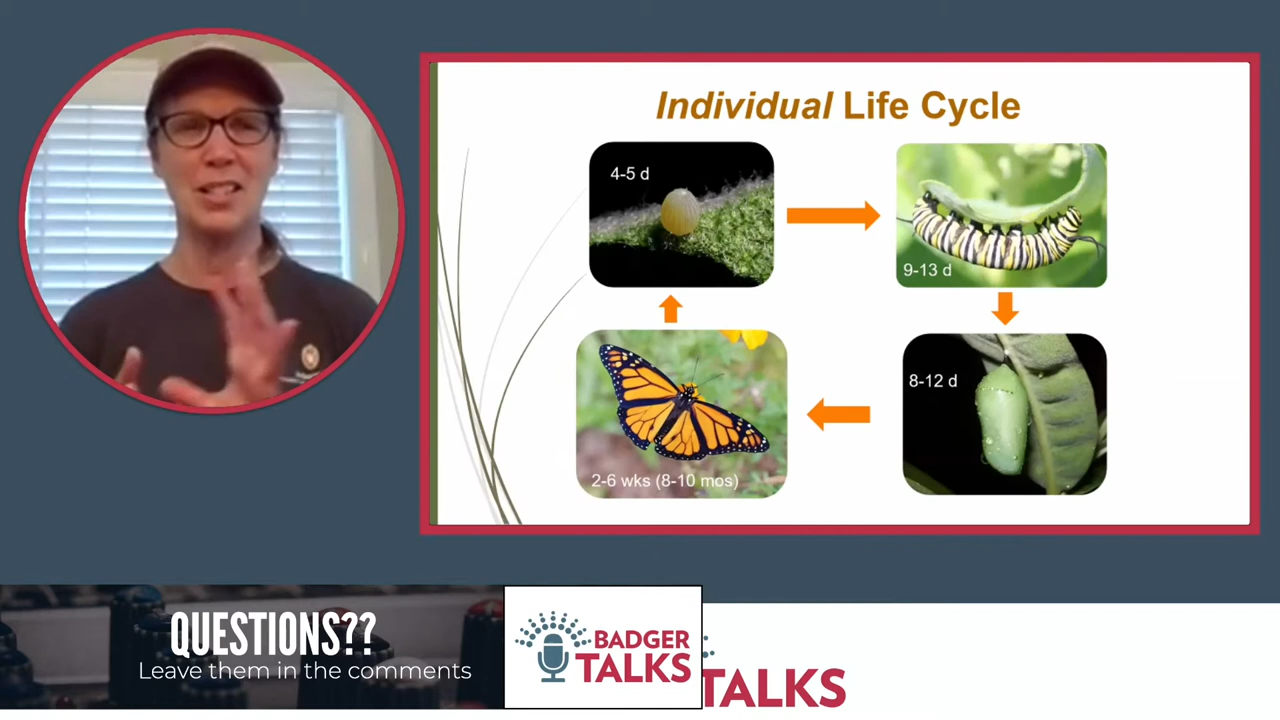 Individual Life Cycle
4-5 d
9-13 d
8-12 d
2-6 wks (8-10 mos)
QUESTIONS??
Leave them in the comments
BADGER
TALKS
TALKS